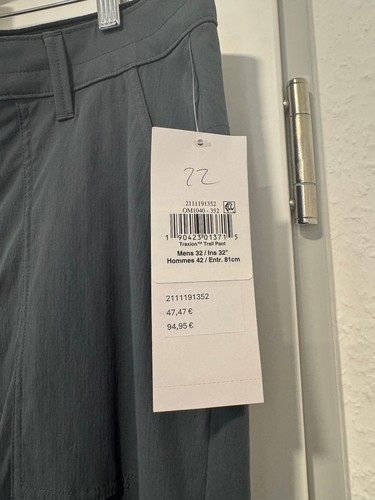 22
2111191352
OM1040 - 352
1 90423 01371 5
Traxion™ Trail Pant
Mens 32 / Ins 32"
Hommes 42 / Entr. 81cm
2111191352
47,47 €
94,95 €